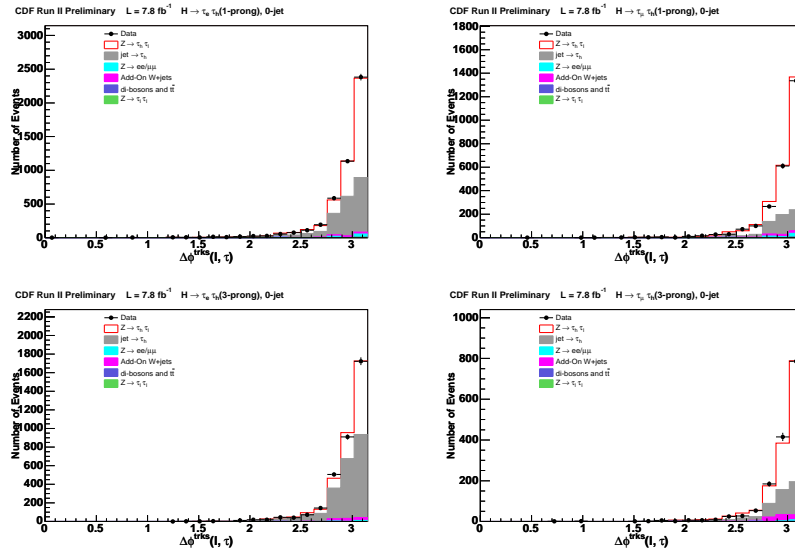 CDF Run II Preliminary L = 7.8 fb⁻¹ H → τₑ τₕ(1-prong), 0-jet
Number of Events
3000
2500
2000
1500
1000
500
0
Data
Z → τₕ τₗ
jet → τₕ
Z → ee/μμ
Add-On W+jets
di-bosons and tt̄
Z → τₗ τₗ
0 0.5 1 1.5 2 2.5 3
Δφᵗʳᵏˢ(l, τ)
CDF Run II Preliminary L = 7.8 fb⁻¹ H → τ_μ τₕ(1-prong), 0-jet
Number of Events
1800
1600
1400
1200
1000
800
600
400
200
0
Data
Z → τₕ τₗ
jet → τₕ
Z → ee/μμ
Add-On W+jets
di-bosons and tt̄
Z → τₗ τₗ
0 0.5 1 1.5 2 2.5 3
Δφᵗʳᵏˢ(l, τ)
CDF Run II Preliminary L = 7.8 fb⁻¹ H → τₑ τₕ(3-prong), 0-jet
Number of Events
2200
2000
1800
1600
1400
1200
1000
800
600
400
200
0
Data
Z → τₕ τₗ
jet → τₕ
Z → ee/μμ
Add-On W+jets
di-bosons and tt̄
Z → τₗ τₗ
0 0.5 1 1.5 2 2.5 3
Δφᵗʳᵏˢ(l, τ)
CDF Run II Preliminary L = 7.8 fb⁻¹ H → τ_μ τₕ(3-prong), 0-jet
Number of Events
1000
800
600
400
200
0
Data
Z → τₕ τₗ
jet → τₕ
Z → ee/μμ
Add-On W+jets
di-bosons and tt̄
Z → τₗ τₗ
0 0.5 1 1.5 2 2.5 3
Δφᵗʳᵏˢ(l, τ)